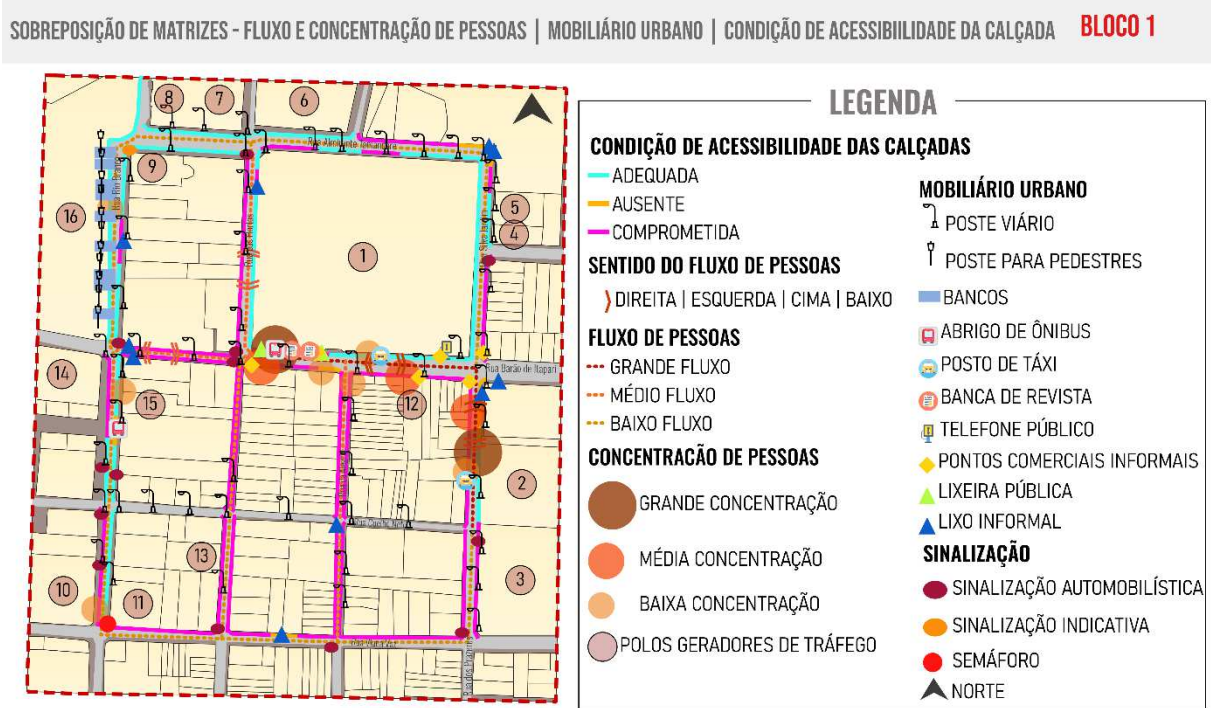 SOBREPOSIÇÃO DE MATRIZES - FLUXO E CONCENTRAÇÃO DE PESSOAS | MOBILIÁRIO URBANO | CONDIÇÃO DE ACESSIBIILIDADE DA CALÇADA BLOCO 1
8
7
6
9
16
5
4
1
Rua Barão de Itapari
14
15
12
2
13
3
10
11
LEGENDA
CONDIÇÃO DE ACESSIBILIDADE DAS CALÇADAS
ADEQUADA
AUSENTE
COMPROMETIDA
SENTIDO DO FLUXO DE PESSOAS
DIREITA | ESQUERDA | CIMA | BAIXO
FLUXO DE PESSOAS
GRANDE FLUXO
MÉDIO FLUXO
BAIXO FLUXO
CONCENTRACÃO DE PESSOAS
GRANDE CONCENTRAÇÃO
MÉDIA CONCENTRAÇÃO
BAIXA CONCENTRAÇÃO
POLOS GERADORES DE TRÁFEGO
MOBILIÁRIO URBANO
POSTE VIÁRIO
POSTE PARA PEDESTRES
BANCOS
ABRIGO DE ÔNIBUS
POSTO DE TÁXI
BANCA DE REVISTA
TELEFONE PÚBLICO
PONTOS COMERCIAIS INFORMAIS
LIXEIRA PÚBLICA
LIXO INFORMAL
SINALIZAÇÃO
SINALIZAÇÃO AUTOMOBILÍSTICA
SINALIZAÇÃO INDICATIVA
SEMÁFORO
NORTE